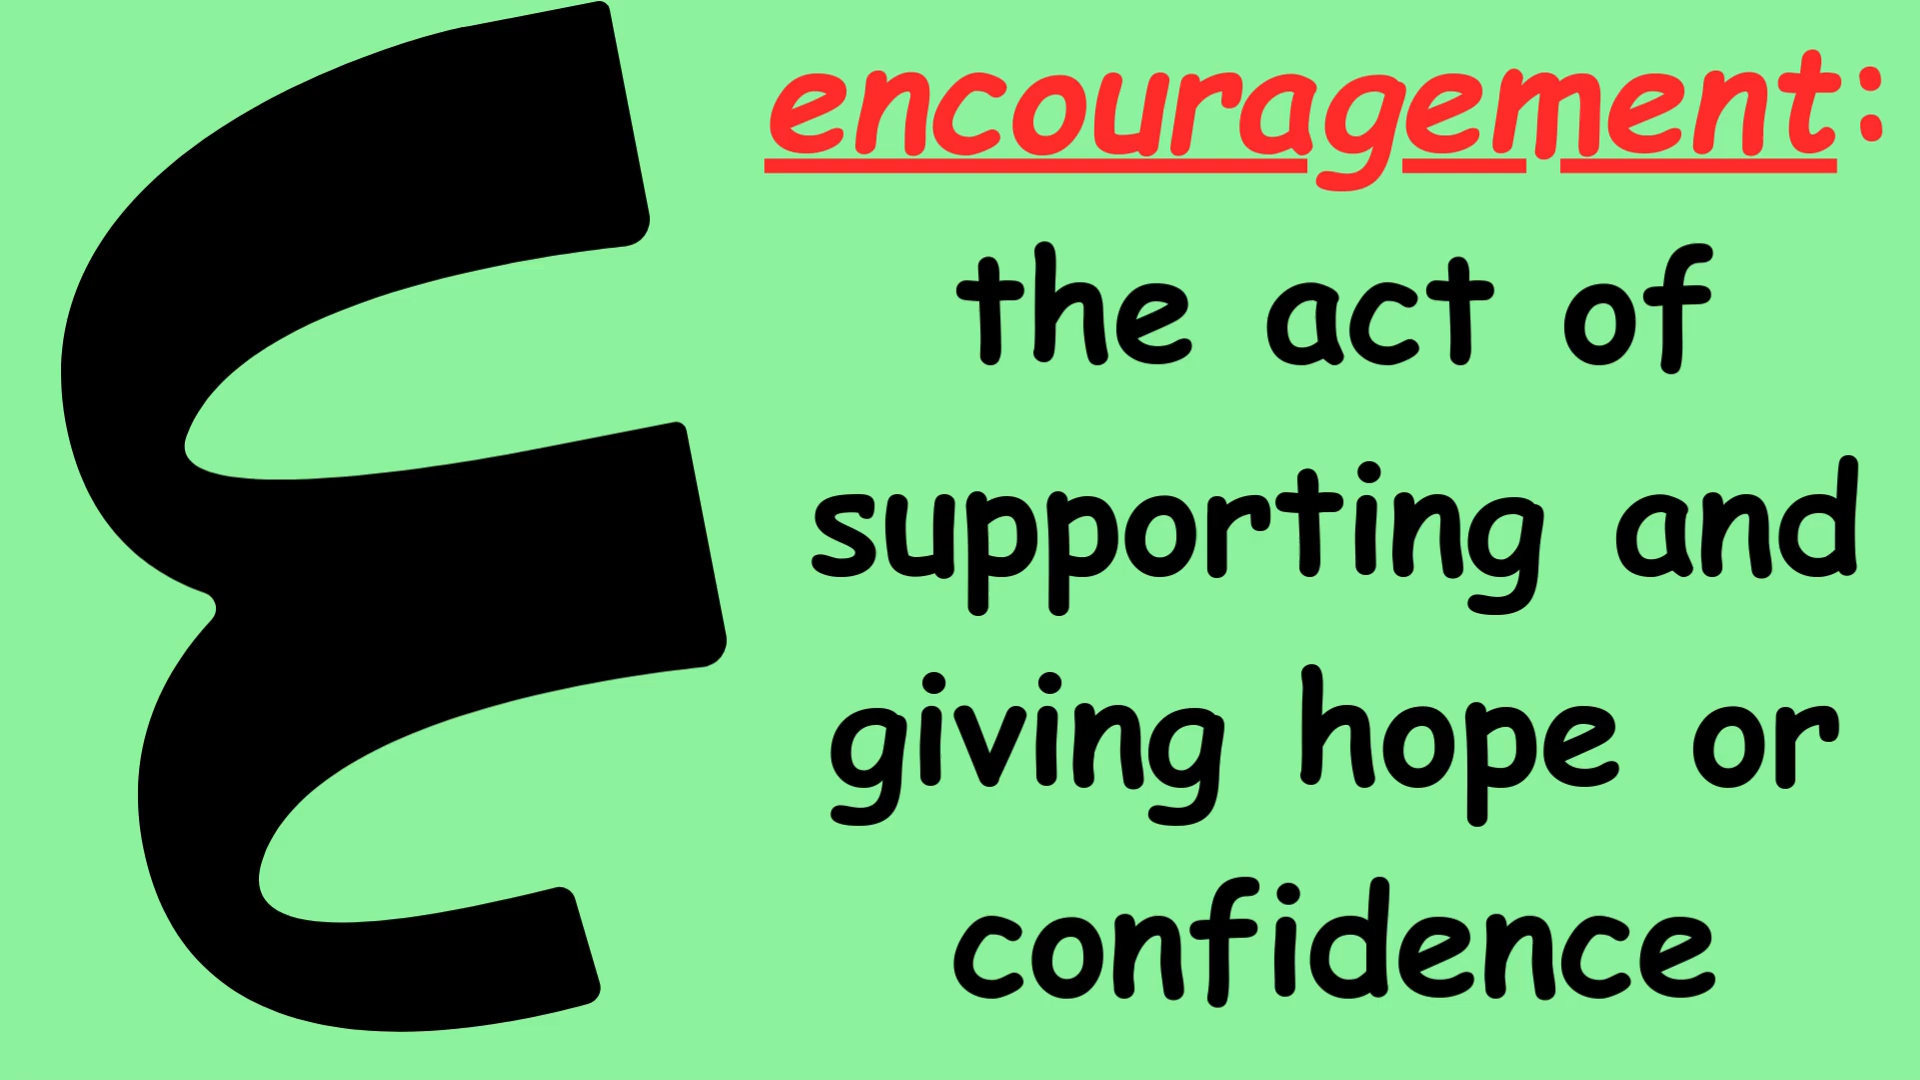 E
encouragement:
the act of
supporting and
giving hope or
confidence